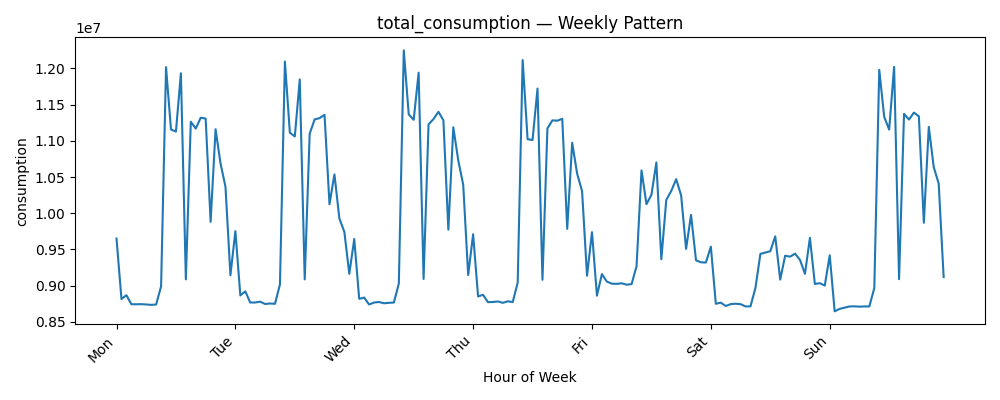 total_consumption — Weekly Pattern
1e7
1.20
1.15
1.10
1.05
1.00
0.95
0.90
0.85
consumption
Mon
Tue
Wed
Thu
Fri
Sat
Sun
Hour of Week